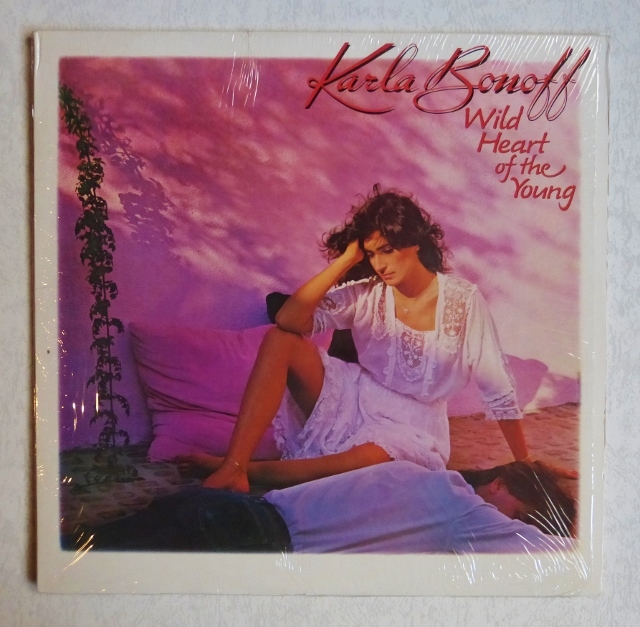 Karla Bonoff
Wild
Heart
of the
Young